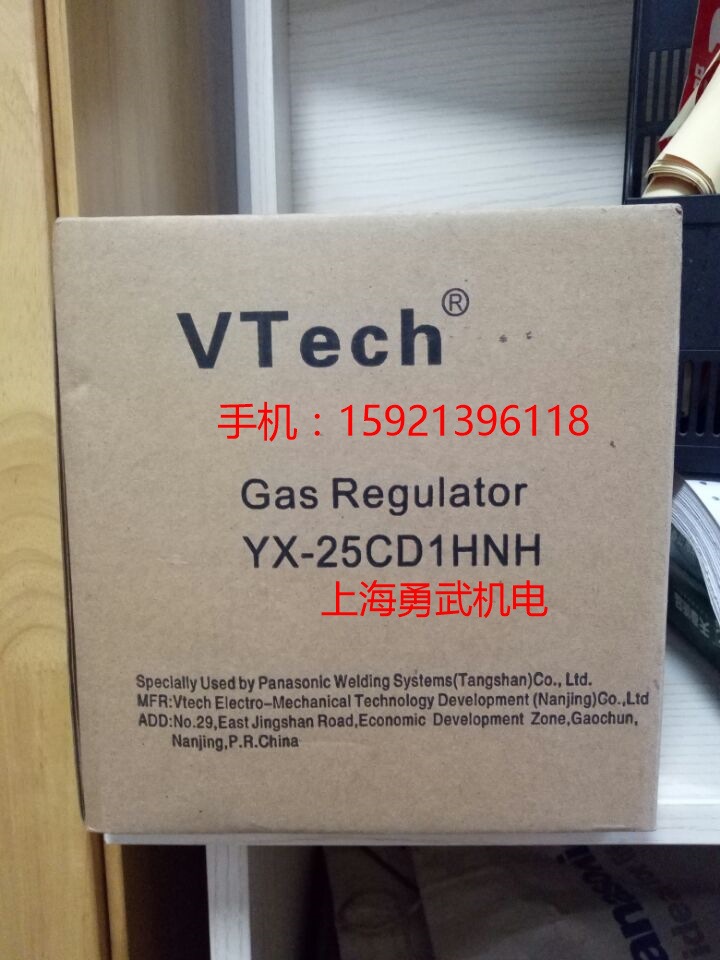 VTech®
手机：15921396118
Gas Regulator
YX-25CD1HNH
上海勇武机电
Specially Used by Panasonic Welding Systems(Tangshan)Co., Ltd.
MFR:Vtech Electro-Mechanical Technology Development (Nanjing)Co.,Ltd
ADD:No.29,East Jingshan Road,Economic Development Zone,Gaochun,
Nanjing,P.R.China